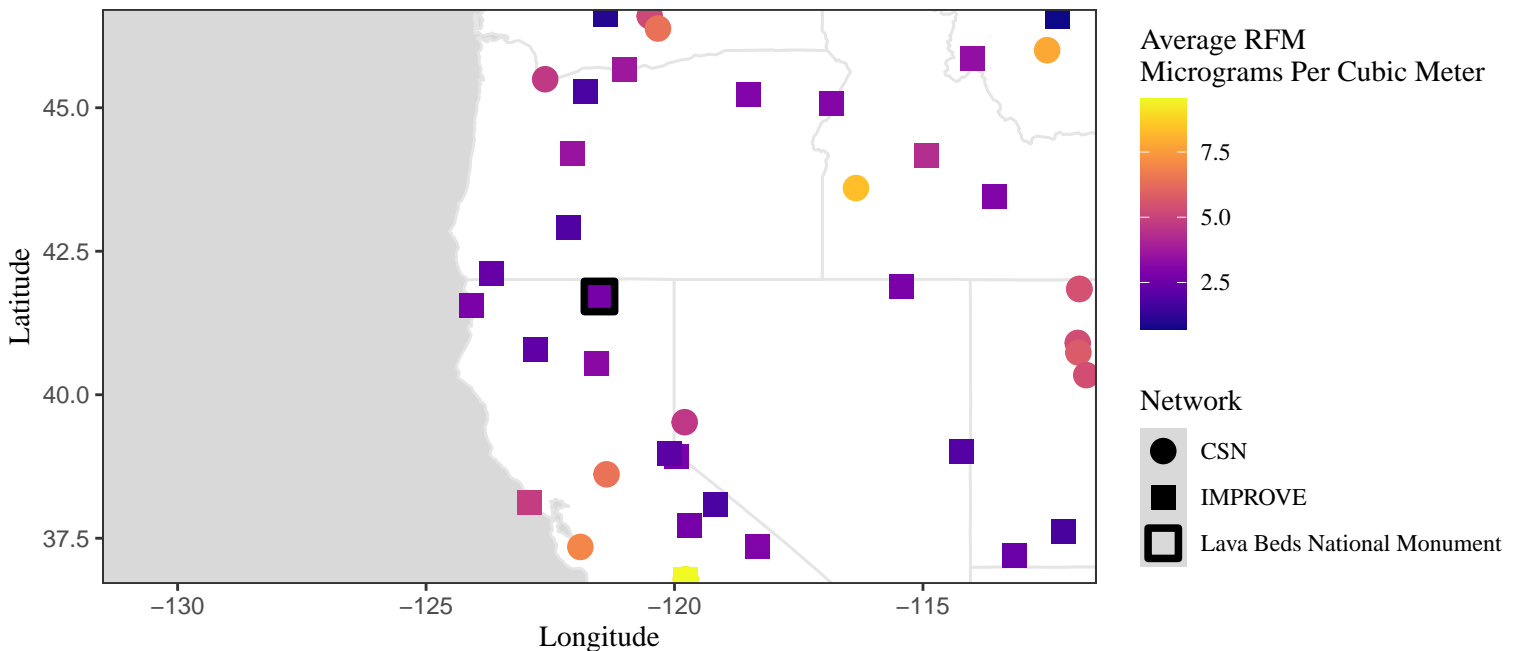 Average RFM
Micrograms Per Cubic Meter
7.5
5.0
2.5
Network
CSN
IMPROVE
Lava Beds National Monument
Latitude
45.0
42.5
40.0
37.5
−130
−125
−120
−115
Longitude